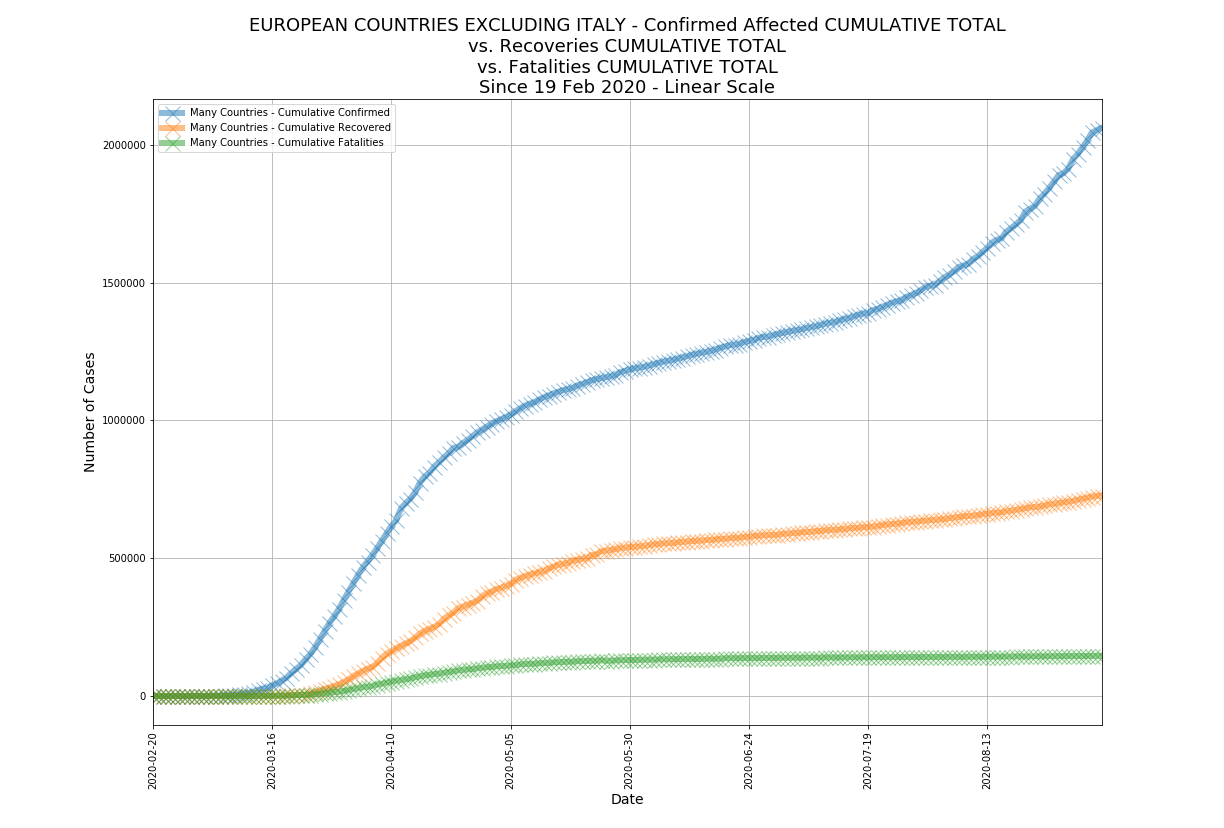 EUROPEAN COUNTRIES EXCLUDING ITALY - Confirmed Affected CUMULATIVE TOTAL
vs. Recoveries CUMULATIVE TOTAL
vs. Fatalities CUMULATIVE TOTAL
Since 19 Feb 2020 - Linear Scale
Many Countries - Cumulative Confirmed
Many Countries - Cumulative Recovered
Many Countries - Cumulative Fatalities
Number of Cases
2000000
1500000
1000000
500000
0
2020-02-20
2020-03-16
2020-04-10
2020-05-05
2020-05-30
2020-06-24
2020-07-19
2020-08-13
Date